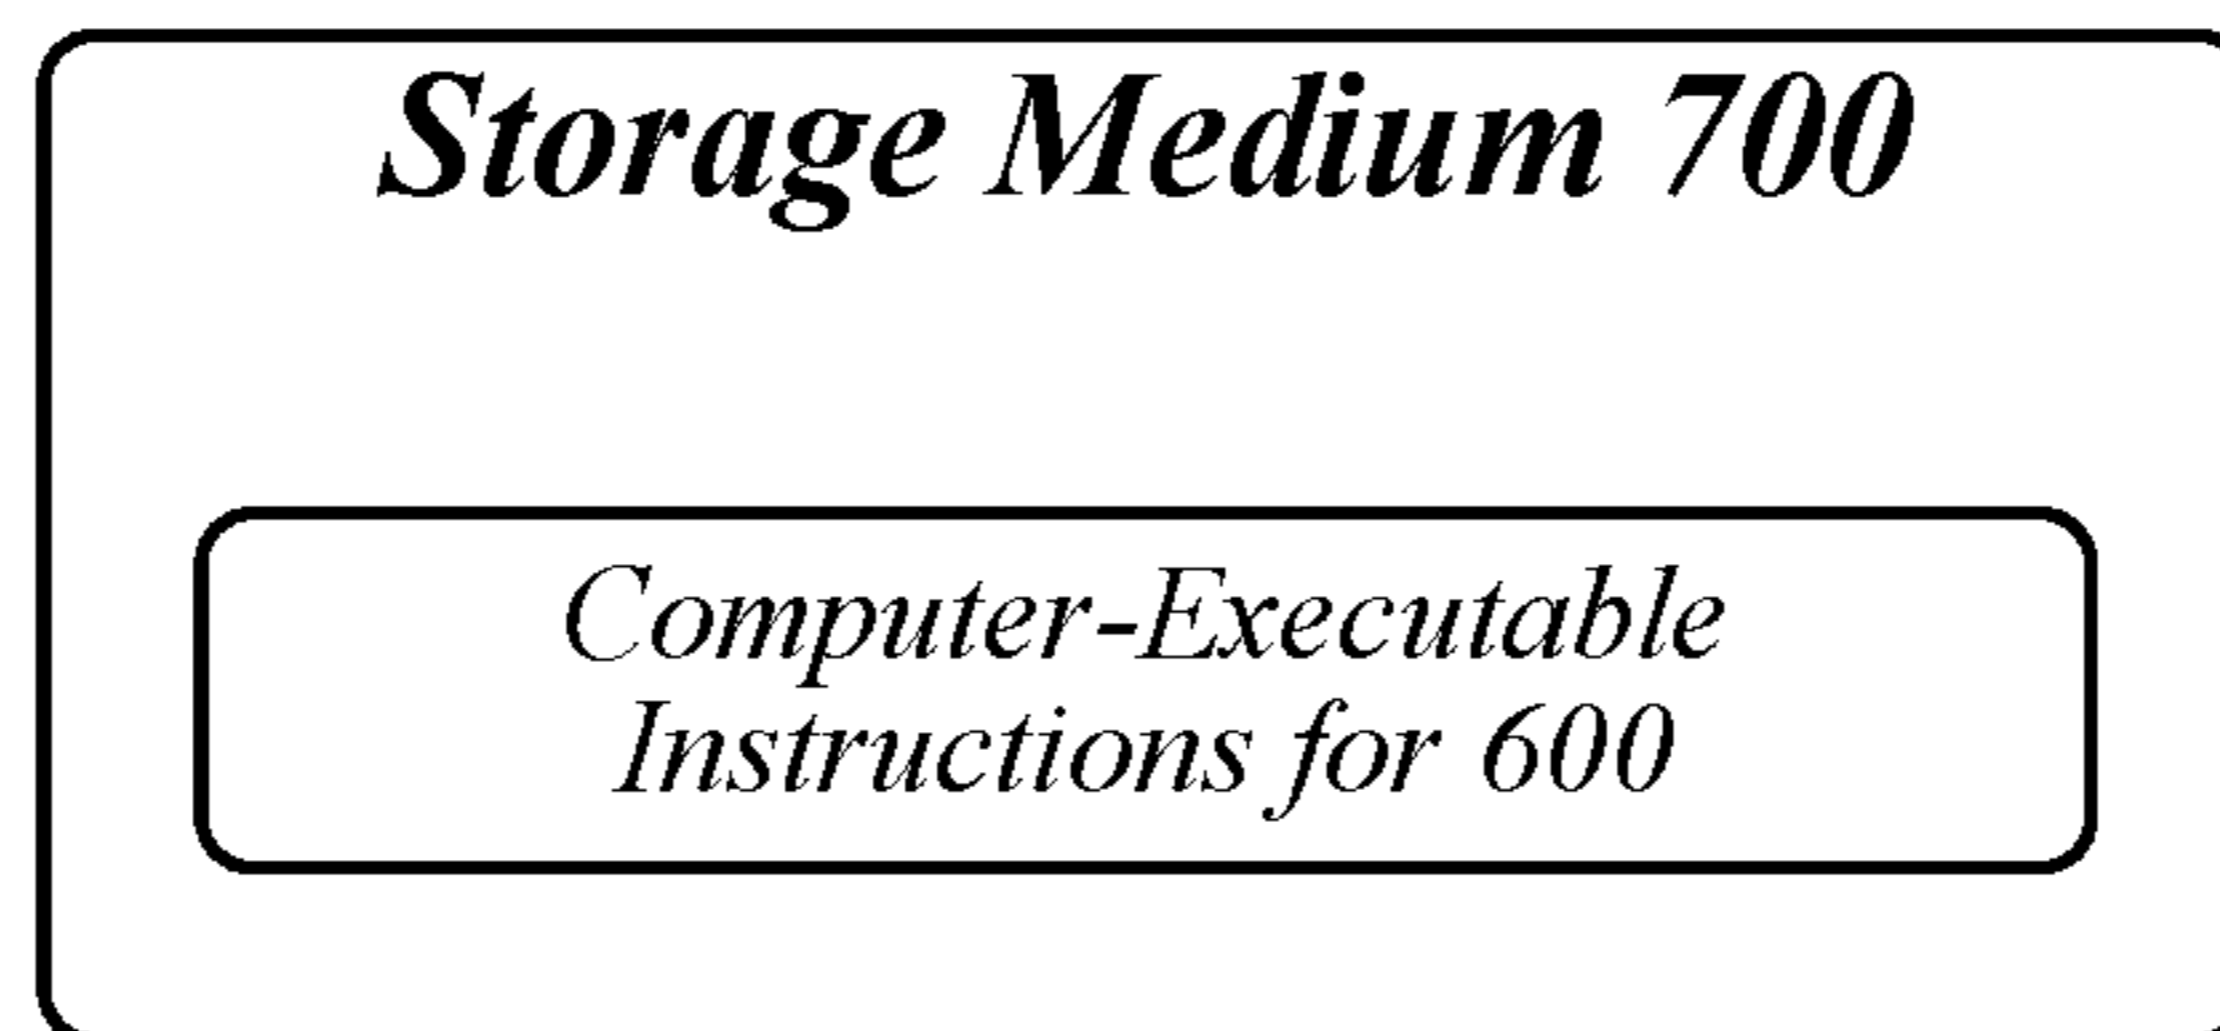 Storage Medium 700
Computer-Executable
Instructions for 600